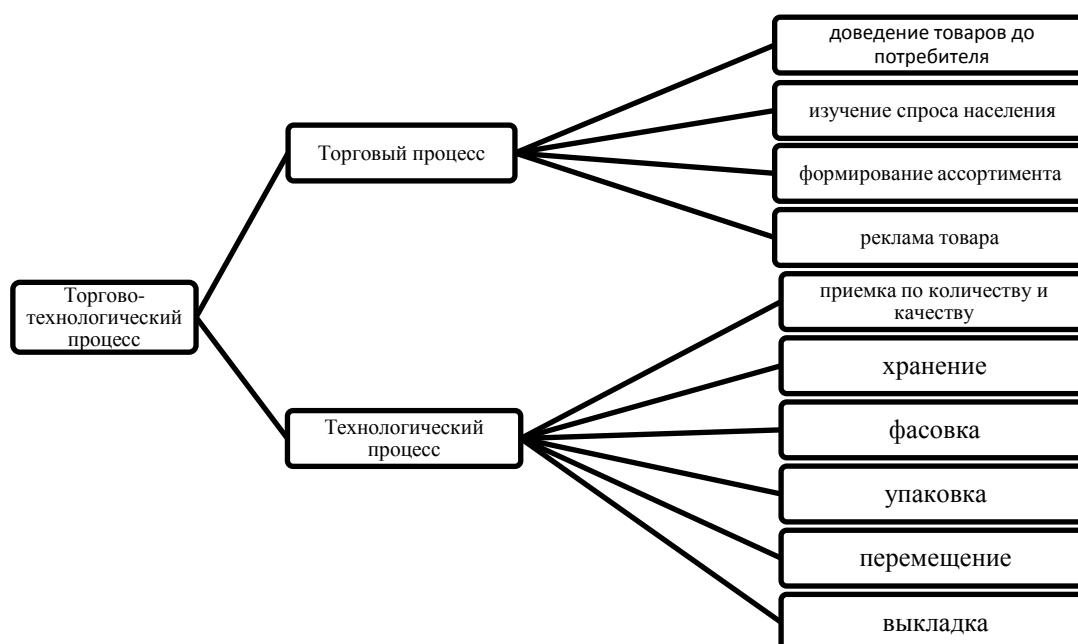 доведение товаров до
потребителя
изучение спроса населения
Торговый процесс
формирование ассортимента
реклама товара
Торгово-
технологический
процесс
приемка по количеству и
качеству
хранение
Технологический
процесс
фасовка
упаковка
перемещение
выкладка